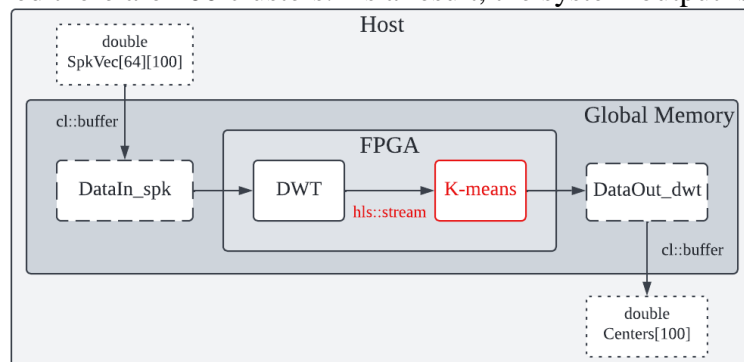 Host
double
SpkVec[64][100]
cl::buffer
Global Memory
FPGA
DataIn_spk
DWT
hls::stream
K-means
DataOut_dwt
cl::buffer
double
Centers[100]